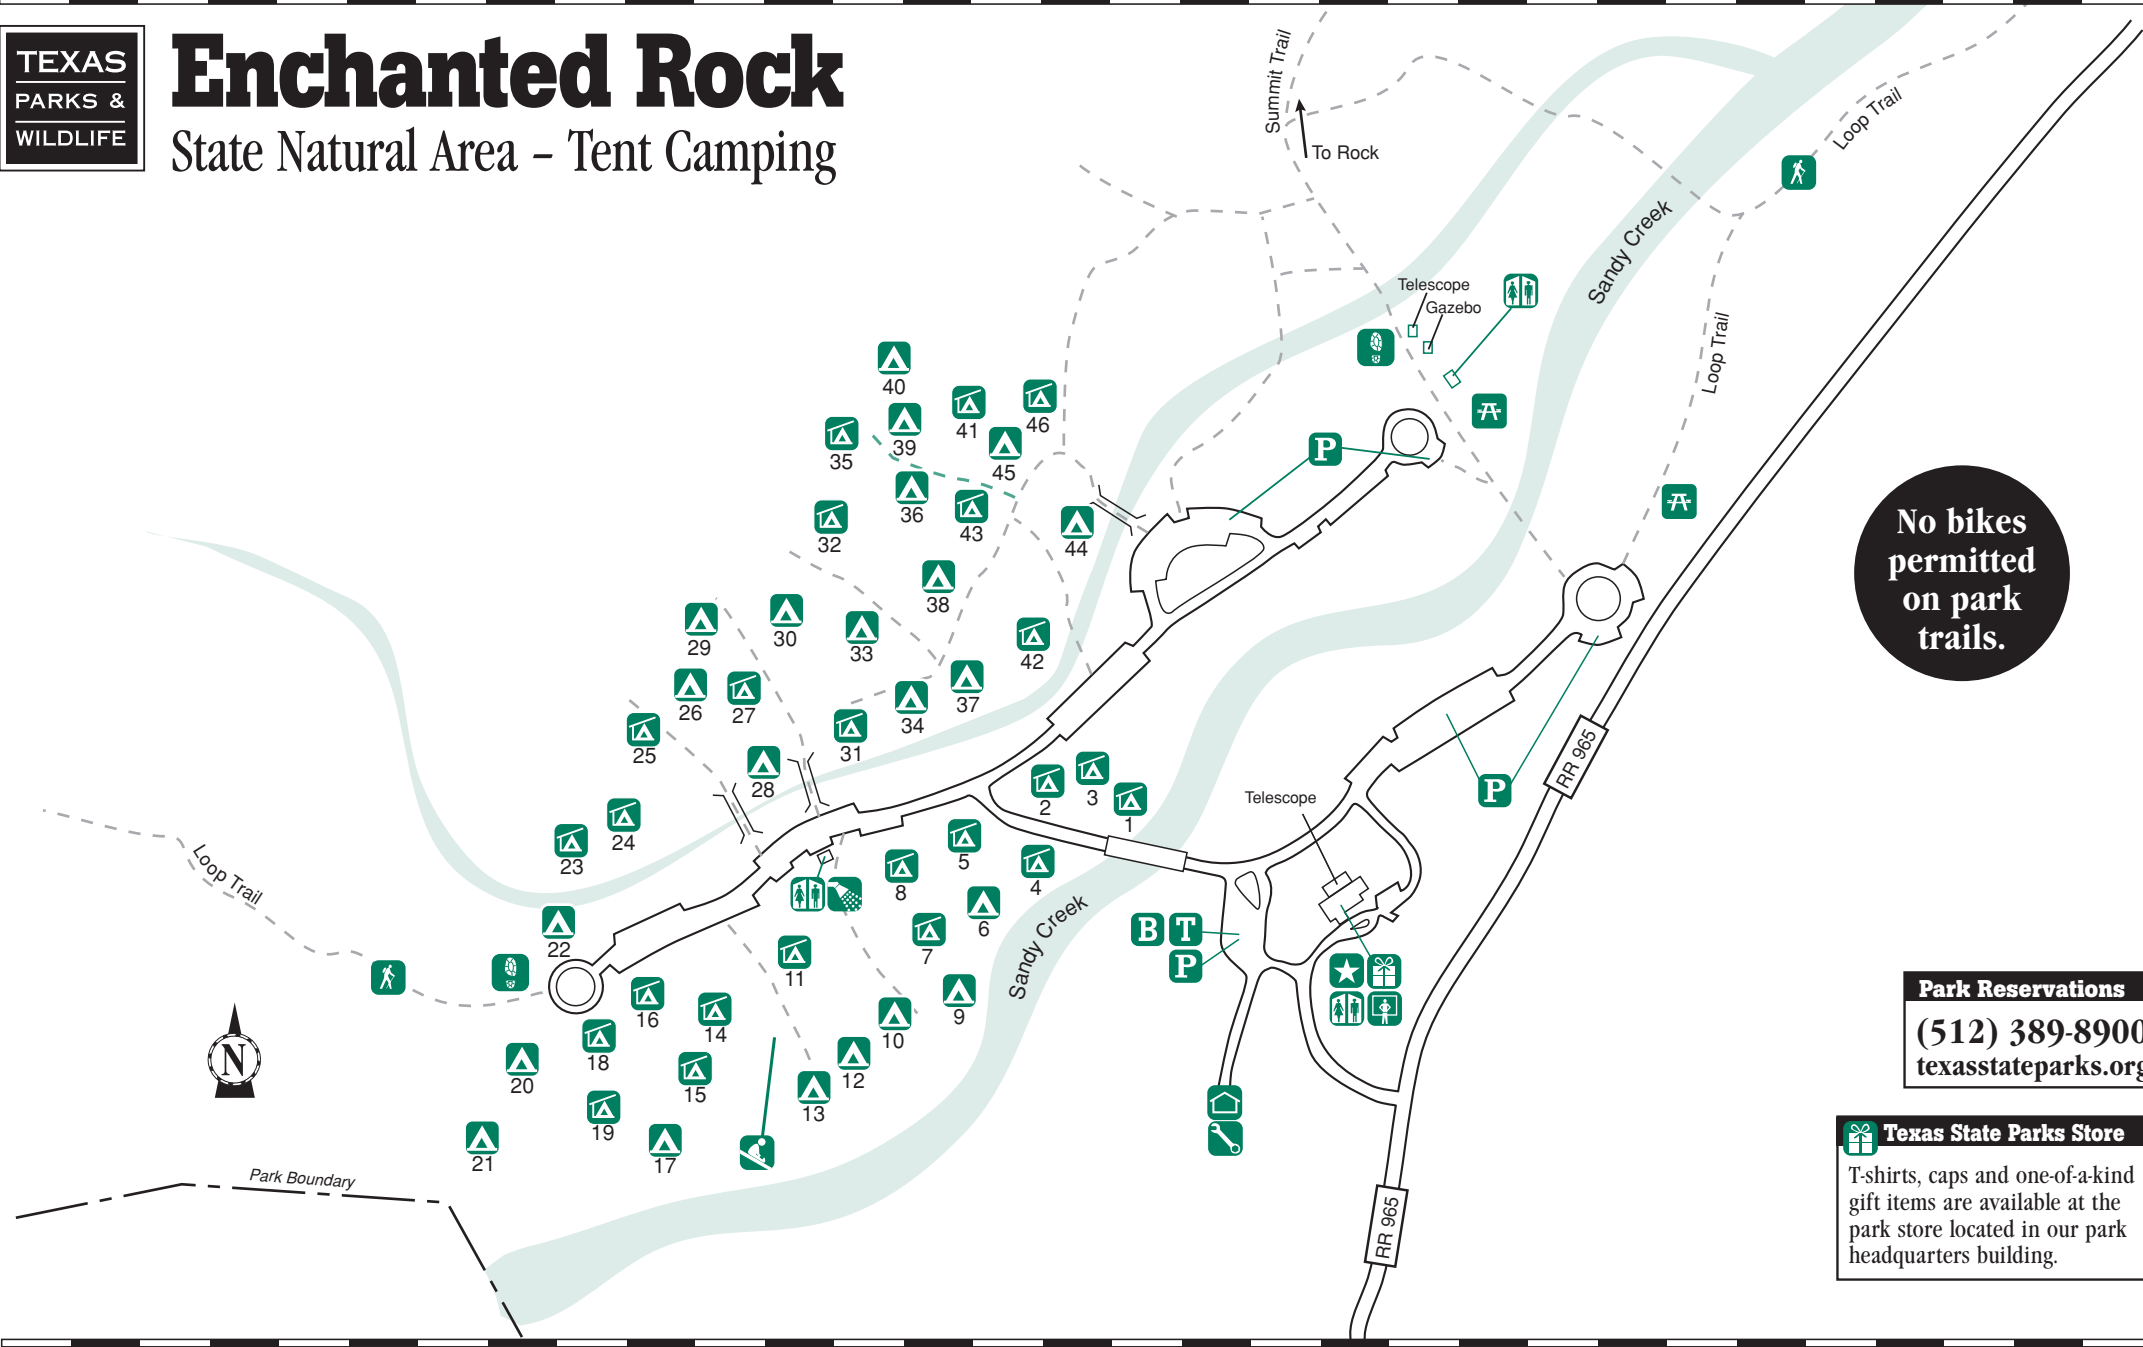 TEXAS
PARKS &
WILDLIFE
Enchanted Rock
State Natural Area – Tent Camping
Summit Trail
To Rock
Loop Trail
Sandy Creek
Telescope
Gazebo
Loop Trail
40
39
41
46
35
45
36
43
32
44
38
29
30
33
42
26
27
37
34
25
31
28
2
3
1
24
23
5
8
4
22
7
6
11
16
14
10
9
18
20
15
12
19
13
21
17
P
P
RR 965
Telescope
Loop Trail
Sandy Creek
B T
P
N
Park Boundary
RR 965
No bikes
permitted
on park
trails.
Park Reservations
(512) 389-8900
texasstateparks.org
Texas State Parks Store
T-shirts, caps and one-of-a-kind
gift items are available at the
park store located in our park
headquarters building.